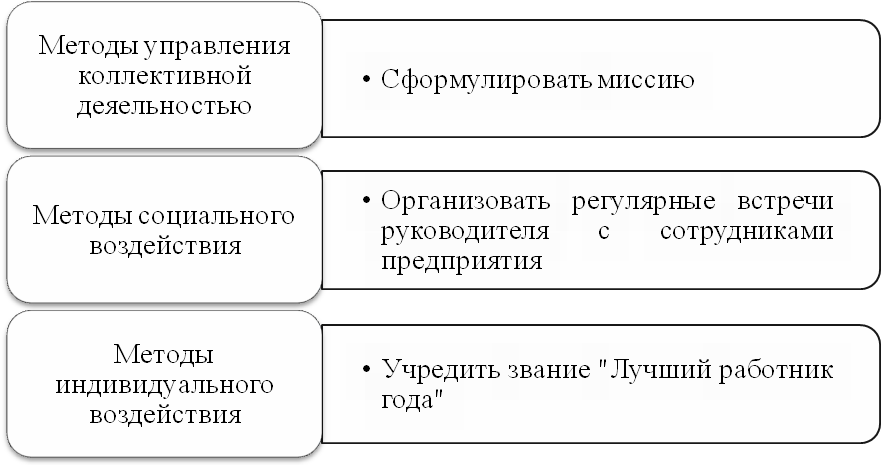 Методы управления
коллективной
деяельностью
• Сформулировать миссию
Методы социального
воздействия
• Организовать регулярные встречи
руководителя с сотрудниками
предприятия
Методы
индивидуального
воздействия
• Учредить звание "Лучший работник
года"